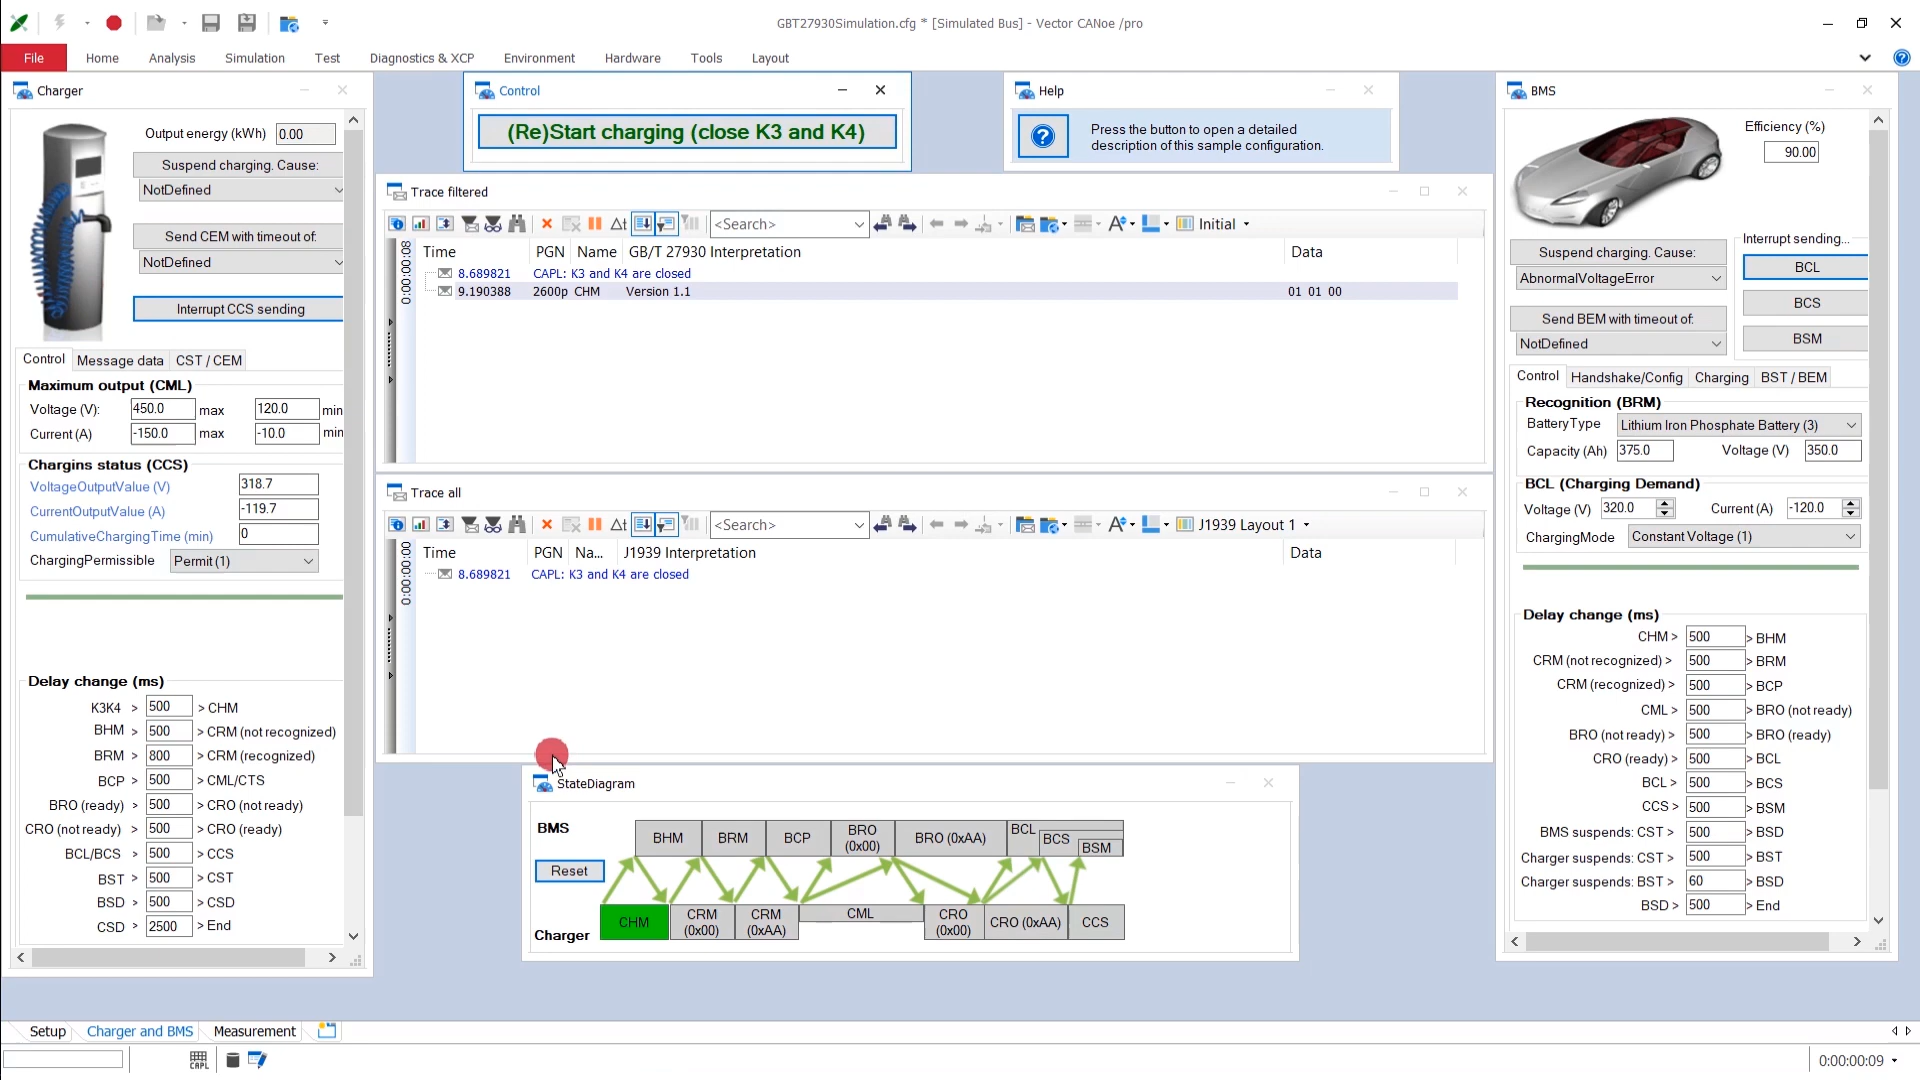 GBT27930Simulation.cfg * [Simulated Bus] - Vector CANoe /pro
File Home Analysis Simulation Test Diagnostics & XCP Environment Hardware Tools Layout
Charger
Output energy (kWh) 0.00
Suspend charging. Cause:
NotDefined
Send CEM with timeout of:
NotDefined
Interrupt CCS sending
Control Message data CST / CEM
Maximum output (CML)
Voltage (V): 450.0 max 120.0 min
Current (A) -150.0 max -10.0 min
Chargins status (CCS)
VoltageOutputValue (V) 318.7
CurrentOutputValue (A) -119.7
CumulativeChargingTime (min) 0
ChargingPermissible Permit (1)
Delay change (ms)
K3K4 > 500 > CHM
BHM > 500 > CRM (not recognized)
BRM > 800 > CRM (recognized)
BCP > 500 > CML/CTS
BRO (ready) > 500 > CRO (not ready)
CRO (not ready) > 500 > CRO (ready)
BCL/BCS > 500 > CCS
BST > 500 > CST
BSD > 500 > CSD
CSD > 2500 > End
Control
(Re)Start charging (close K3 and K4)
Help
Press the button to open a detailed
description of this sample configuration.
Trace filtered
<Search> Initial
Time PGN Name GB/T 27930 Interpretation Data
0:00:00:08
8.689821 CAPL: K3 and K4 are closed
9.190388 2600p CHM Version 1.1 01 01 00
Trace all
<Search> J1939 Layout 1
Time PGN Na... J1939 Interpretation Data
0:00:00:00
8.689821 CAPL: K3 and K4 are closed
StateDiagram
BMS
BHM BRM BCP BRO (0x00) BRO (0xAA) BCL BCS BSM
Reset
Charger
CHM CRM (0x00) CRM (0xAA) CML CRO (0x00) CRO (0xAA) CCS
BMS
Efficiency (%)
90.00
Suspend charging. Cause:
AbnormalVoltageError
Send BEM with timeout of:
NotDefined
Interrupt sending...
BCL
BCS
BSM
Control Handshake/Config Charging BST / BEM
Recognition (BRM)
BatteryType Lithium Iron Phosphate Battery (3)
Capacity (Ah) 375.0 Voltage (V) 350.0
BCL (Charging Demand)
Voltage (V) 320.0 Current (A) -120.0
ChargingMode Constant Voltage (1)
Delay change (ms)
CHM > 500 > BHM
CRM (not recognized) > 500 > BRM
CRM (recognized) > 500 > BCP
CML > 500 > BRO (not ready)
BRO (not ready) > 500 > BRO (ready)
CRO (ready) > 500 > BCL
BCL > 500 > BCS
CCS > 500 > BSM
BMS suspends: CST > 500 > BSD
Charger suspends: CST > 500 > BST
Charger suspends: BST > 60 > BSD
BSD > 500 > End
Setup Charger and BMS Measurement
CAPL
0:00:00:09